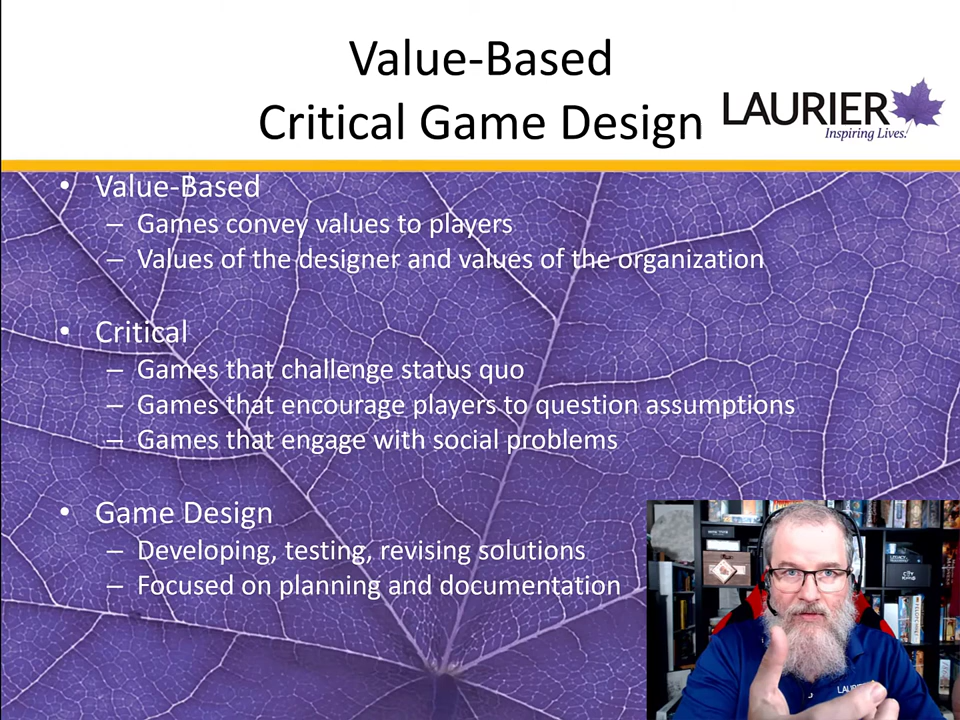 Value-Based
Critical Game Design
LAURIER
Inspiring Lives.
• Value-Based
– Games convey values to players
– Values of the designer and values of the organization
• Critical
– Games that challenge status quo
– Games that encourage players to question assumptions
– Games that engage with social problems
• Game Design
– Developing, testing, revising solutions
– Focused on planning and documentation
LEGACY
LAURIER